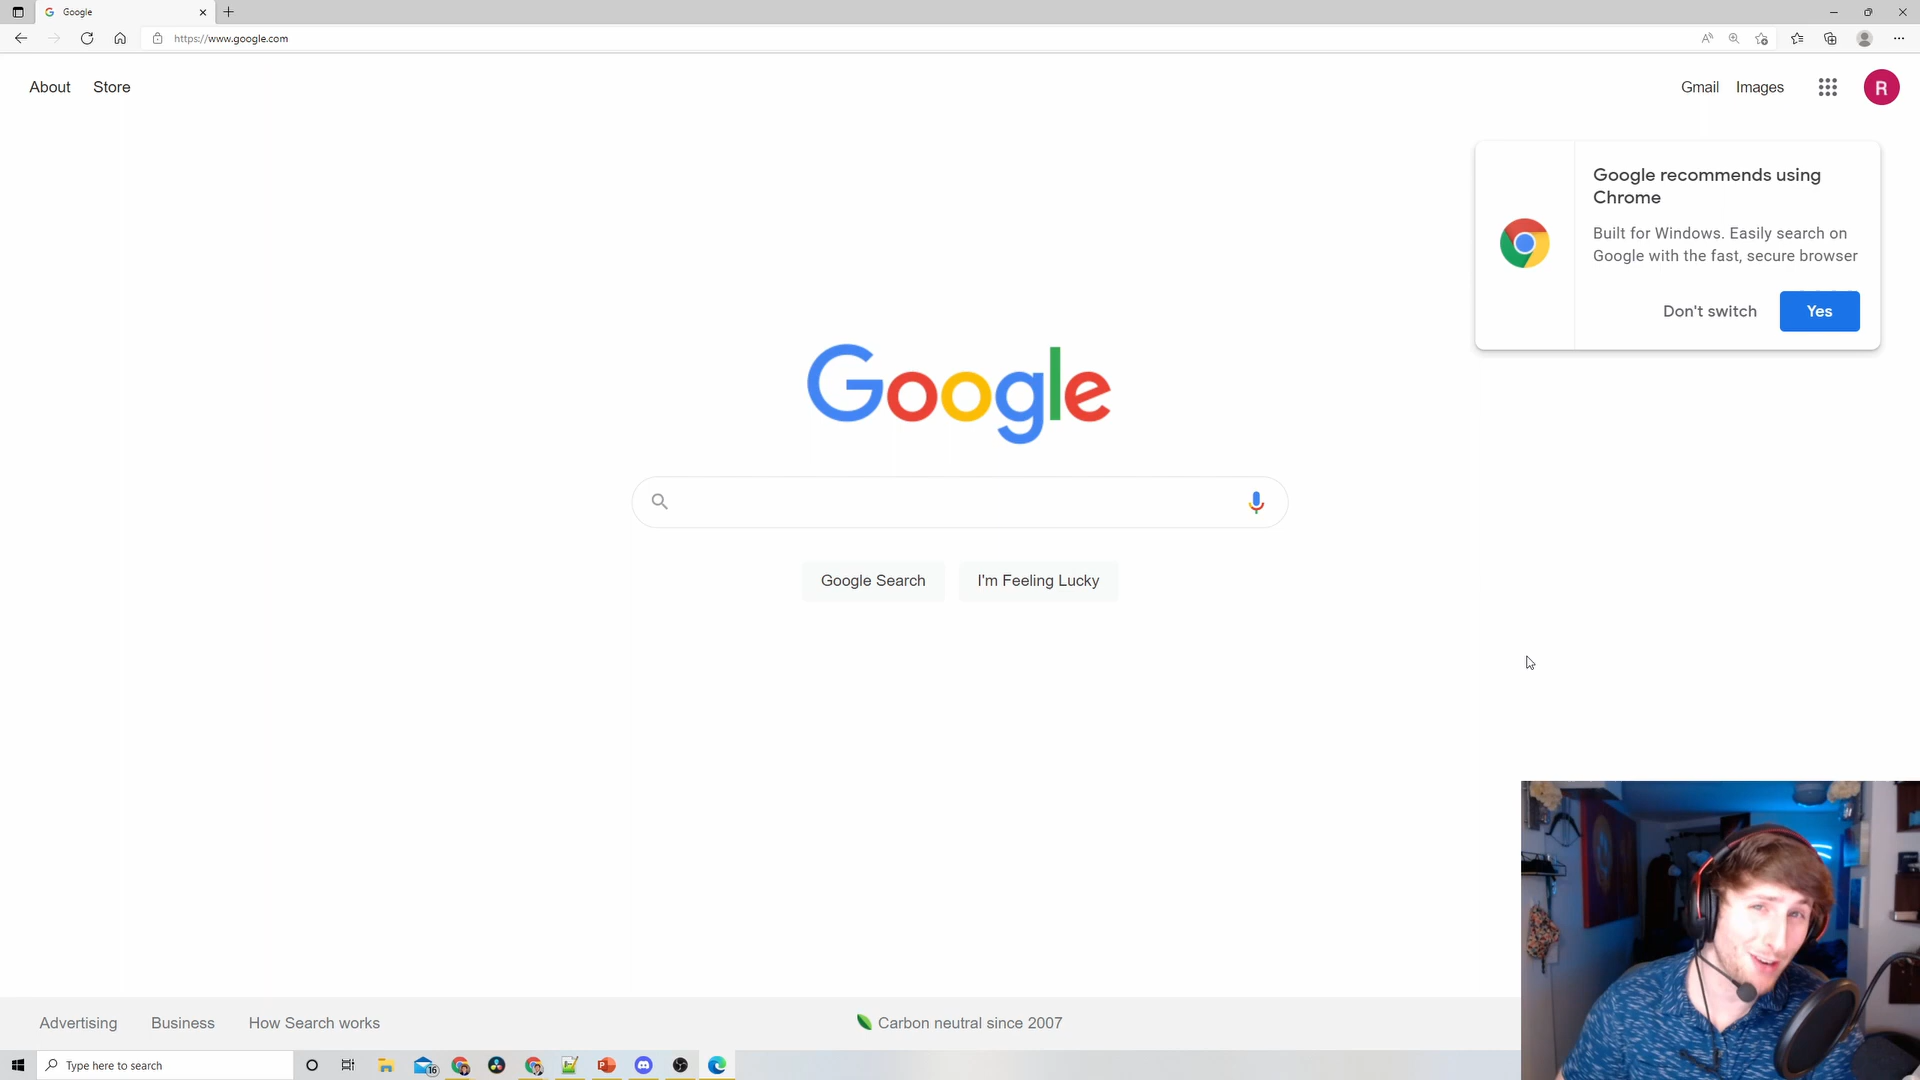 Google
https://www.google.com
About Store
Gmail Images
R
Google recommends using
Chrome
Built for Windows. Easily search on
Google with the fast, secure browser
Don't switch Yes
Google
Google Search I'm Feeling Lucky
Advertising Business How Search works
Carbon neutral since 2007
Type here to search
16